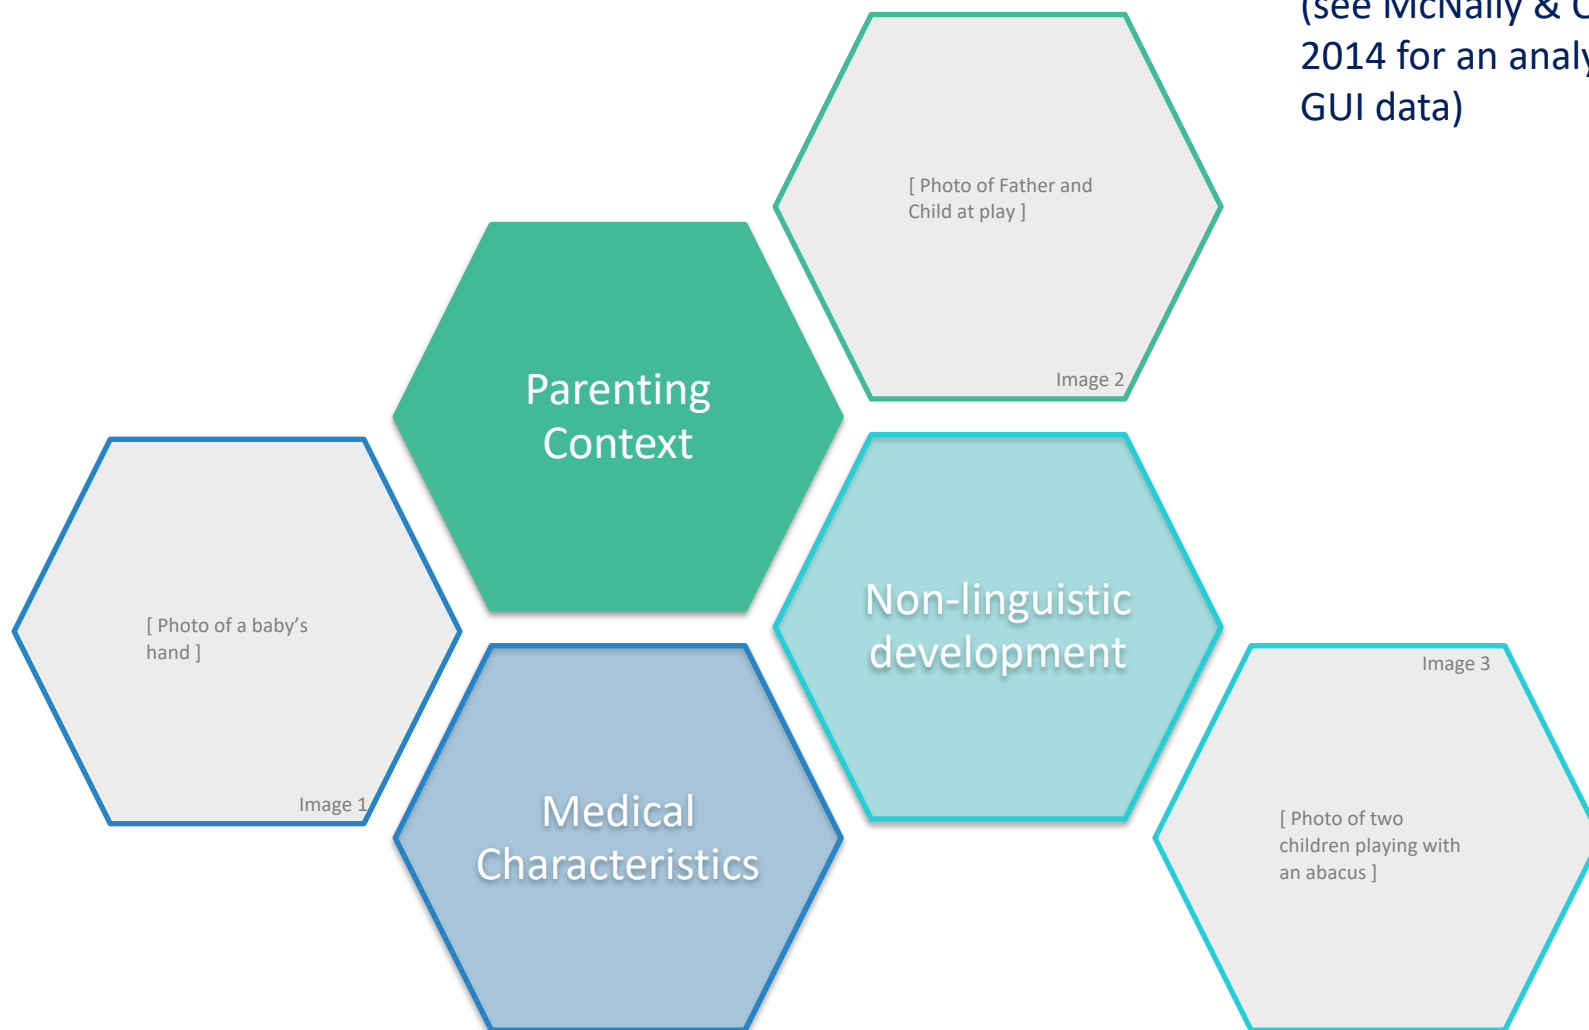 (see McNally &
2014 for an
GUI data)
[ Photo of Father and
Child at play ]
Image 2
Parenting
Context
[ Photo of a baby’s
hand ]
Image 1
Non-linguistic
development
Image 3
Medical
Characteristics
[ Photo of two
children playing with
an abacus ]